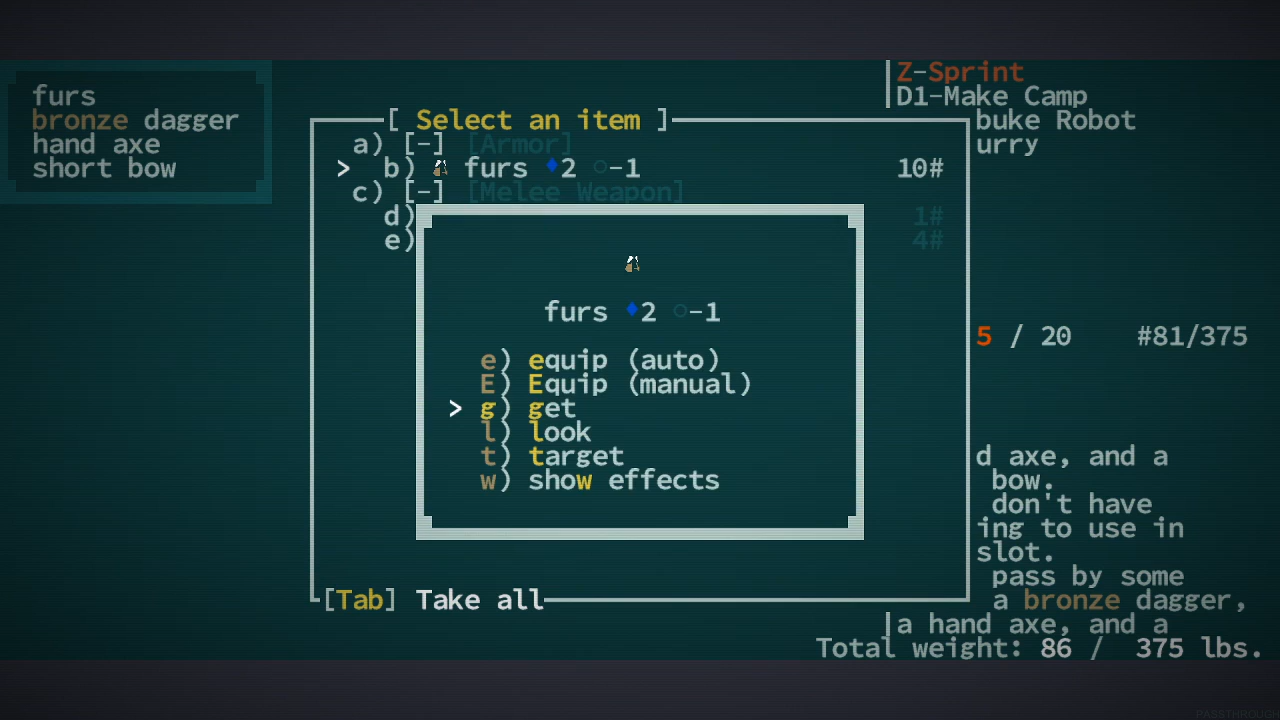 furs
bronze dagger
hand axe
short bow
Z-Sprint
D1-Make Camp
buke Robot
urry
[ Select an item ]
a) [-] [Armor]
> b) furs ♦2 ○-1 10#
c) [-] [Melee Weapon]
d) 1#
e) 4#
furs ♦2 ○-1
e) equip (auto)
E) Equip (manual)
> g) get
l) look
t) target
w) show effects
[Tab] Take all
5 / 20 #81/375
d axe, and a
bow.
don't have
ing to use in
slot.
pass by some
a bronze dagger,
a hand axe, and a
Total weight: 86 / 375 lbs.
PASSTHROUGH